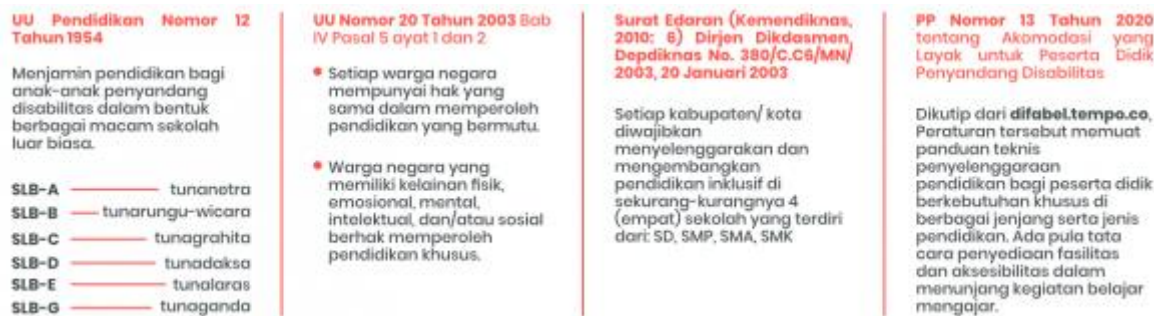 UU Pendidikan Nomor 12
Tahun 1954
Menjamin pendidikan bagi
anak-anak penyandang
disabilitas dalam bentuk
berbagai macam sekolah
luar biasa.
SLB-A tunanetra
SLB-B tunarungu-wicara
SLB-C tunagrahita
SLB-D tunadaksa
SLB-E tunalaras
SLB-G tunaganda
UU Nomor 20 Tahun 2003 Bab
IV Pasal 5 ayat 1 dan 2
• Setiap warga negara
mempunyai hak yang
sama dalam memperoleh
pendidikan yang bermutu.
• Warga negara yang
memiliki kelainan fisik,
emosional, mental,
intelektual, dan/atau sosial
berhak memperoleh
pendidikan khusus.
Surat Edaran (Kemendiknas,
2010: 6) Dirjen Dikdasmen,
Depdiknas No. 380/C.C6/MN/
2003, 20 Januari 2003
Setiap kabupaten/ kota
diwajibkan
menyelenggarakan dan
mengembangkan
pendidikan inklusif di
sekurang-kurangnya 4
(empat) sekolah yang terdiri
dari: SD, SMP, SMA, SMK
PP Nomor 13 Tahun 2020
tentang Akomodasi yang
Layak untuk Peserta Didik
Penyandang Disabilitas
Dikutip dari difabel.tempo.co,
Peraturan tersebut memuat
panduan teknis
penyelenggaraan
pendidikan bagi peserta didik
berkebutuhan khusus di
berbagai jenjang serta jenis
pendidikan. Ada pula tata
cara penyediaan fasilitas
dan aksesibilitas dalam
menunjang kegiatan belajar
mengajar.